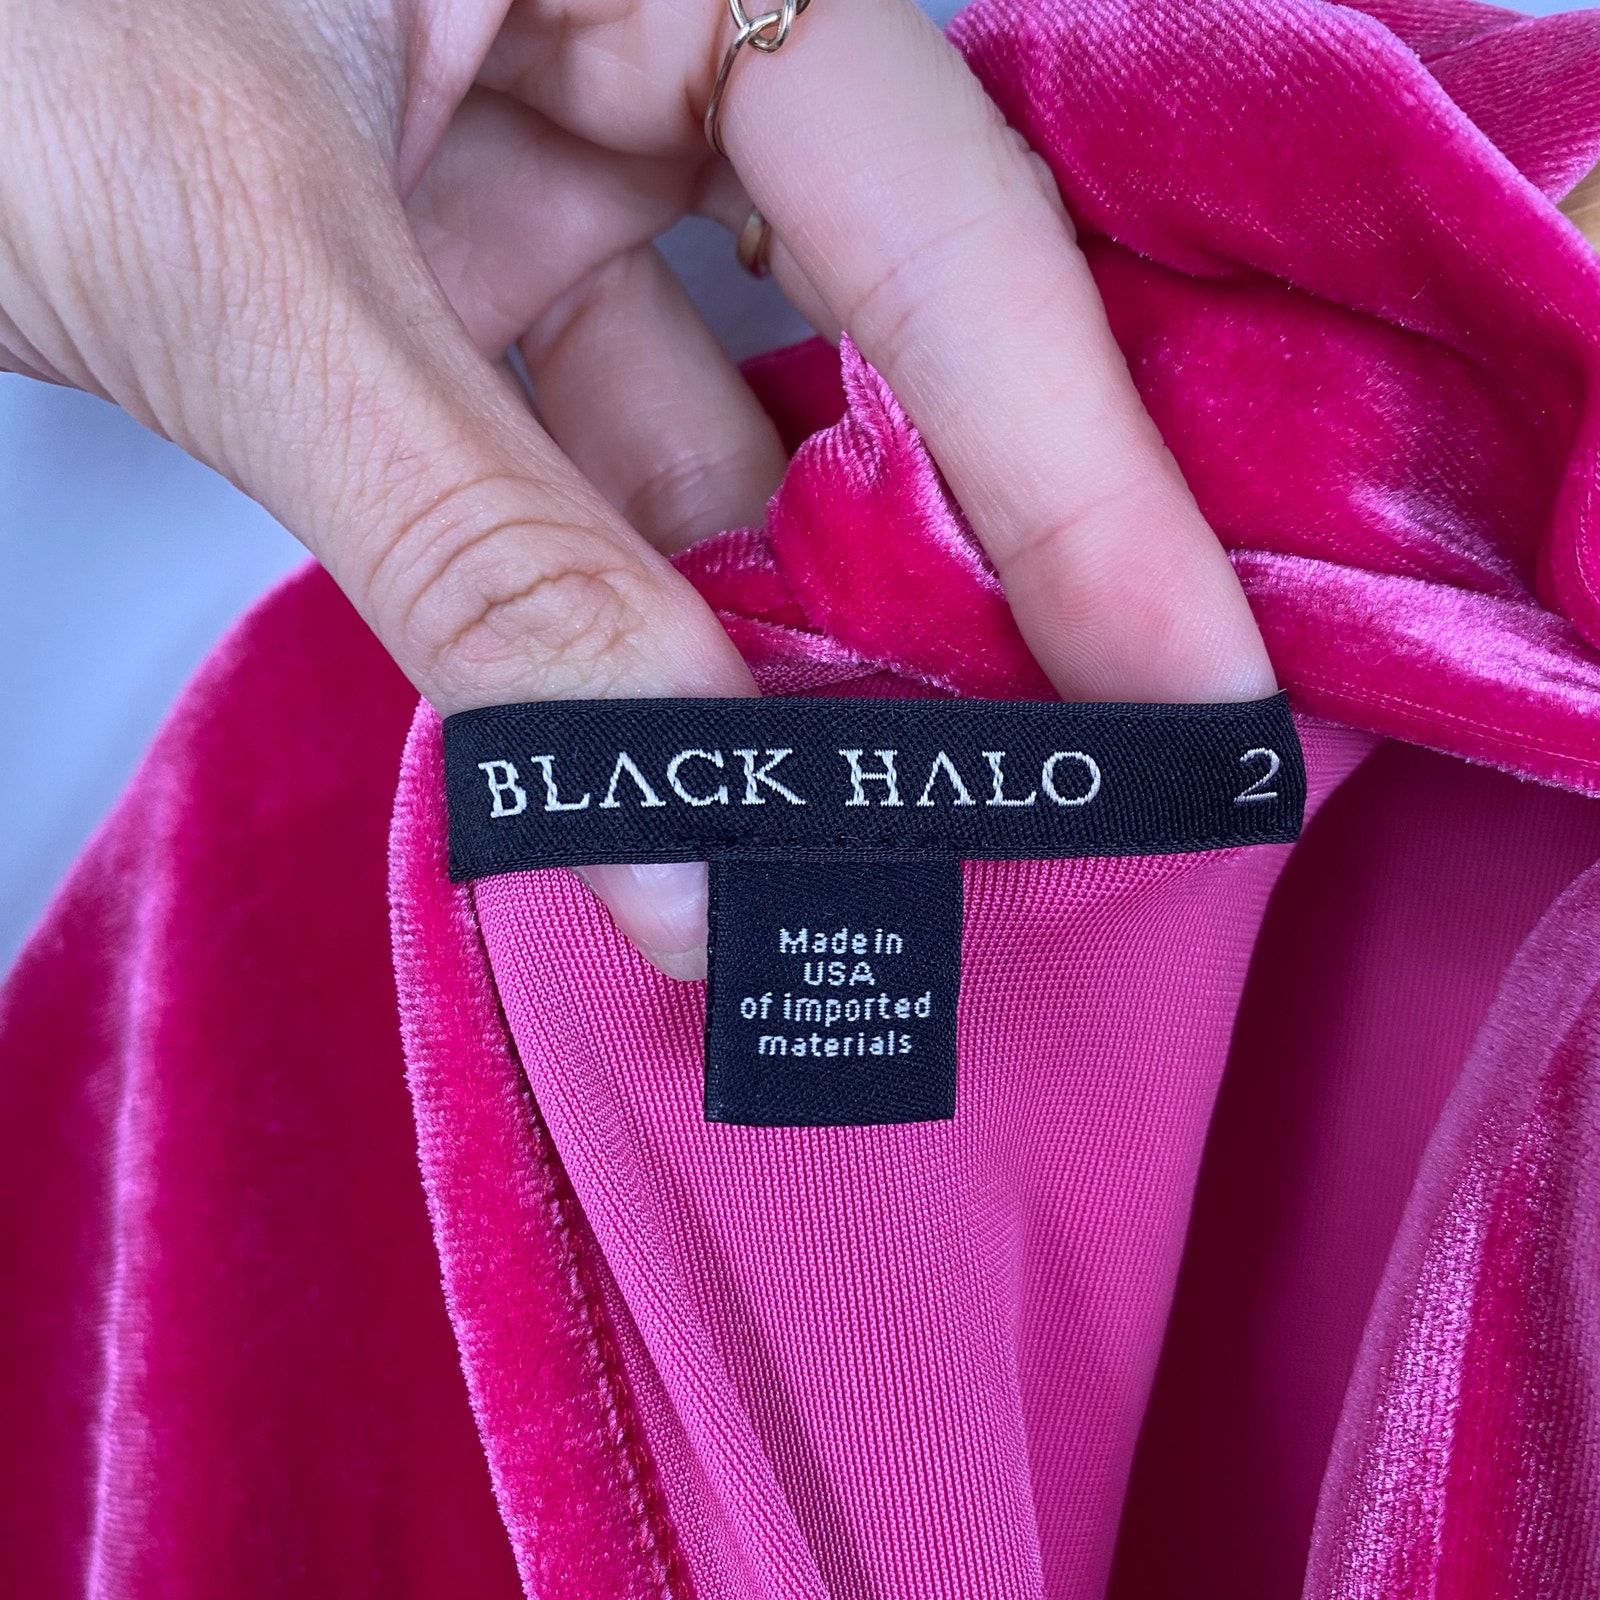 BLACK HALO 2
Made in
USA
of imported
materials